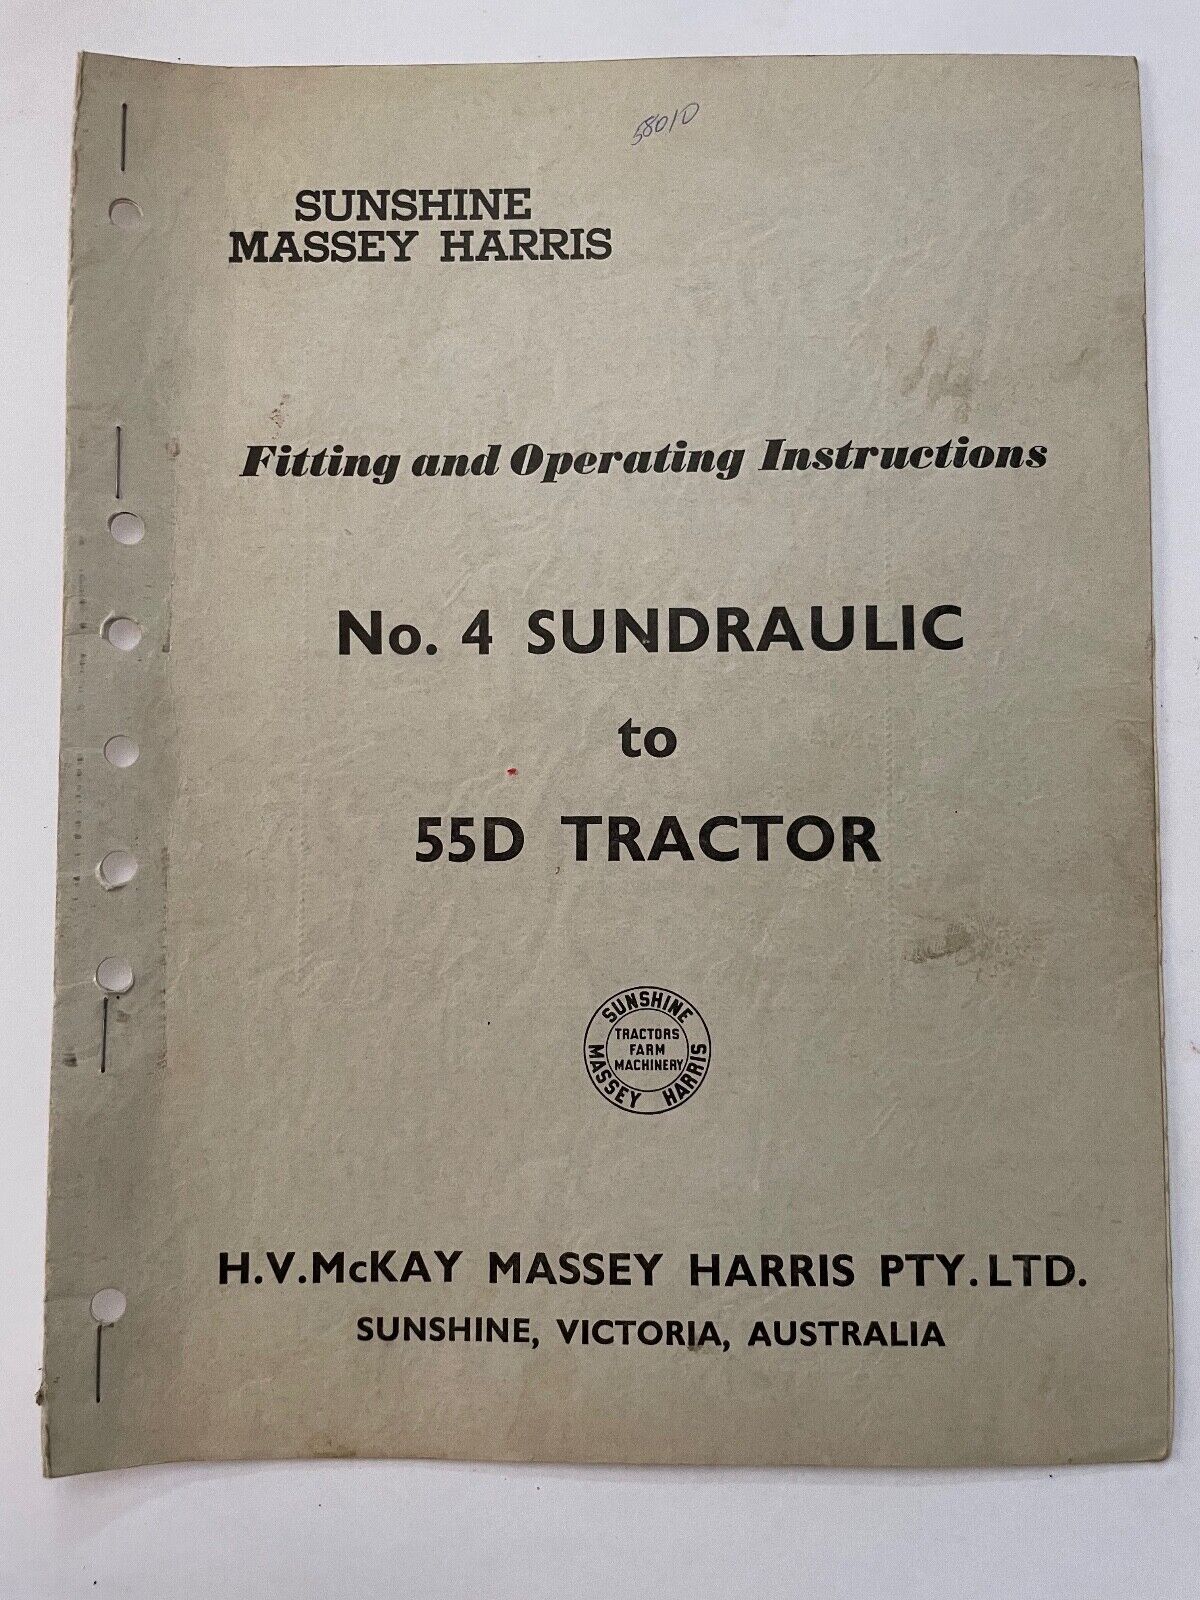 5801D
SUNSHINE
MASSEY HARRIS
Fitting and Operating Instructions
No. 4 SUNDRAULIC
to
55D TRACTOR
SUNSHINE
TRACTORS
FARM
MACHINERY
MASSEY HARRIS
H.V.McKAY MASSEY HARRIS PTY. LTD.
SUNSHINE, VICTORIA, AUSTRALIA